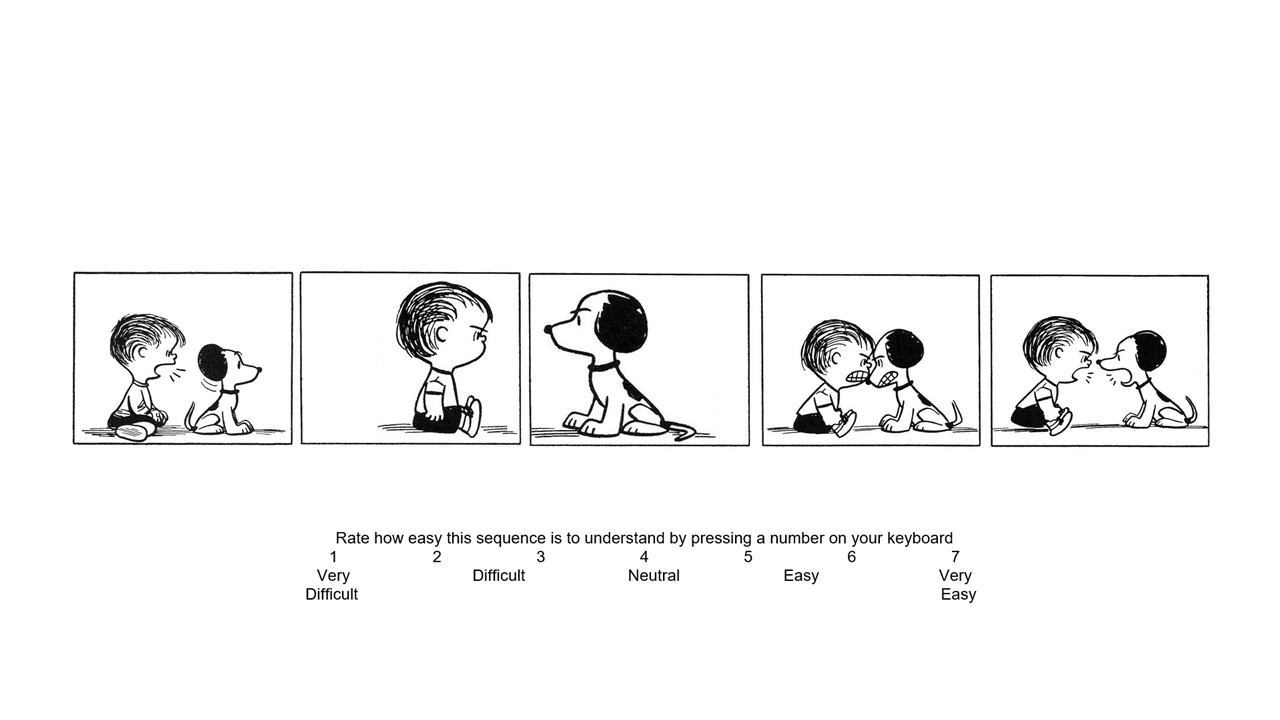 Rate how easy this sequence is to understand by pressing a number on your keyboard
1 2 3 4 5 6 7
Very Difficult Neutral Easy Very
Difficult Easy